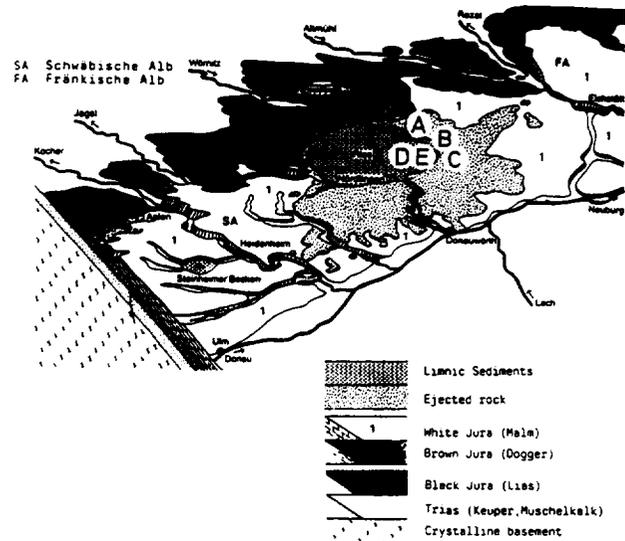 Altmühl
Rezat
SA Schwäbische Alb
FA Fränkische Alb
Wörnitz
FA
1
1
Jagst
A
B
D E C
1
Kocher
1
SA
1
Aalen
Heidenheim
Neuburg
Donauwörth
Steinheimer Becken
1
Lech
1
Ulm
Donau
Limnic Sediments
Ejected rock
1
White Jura (Malm)
Brown Jura (Dogger)
Black Jura (Lias)
Trias (Keuper,Muschelkalk)
Crystalline basement